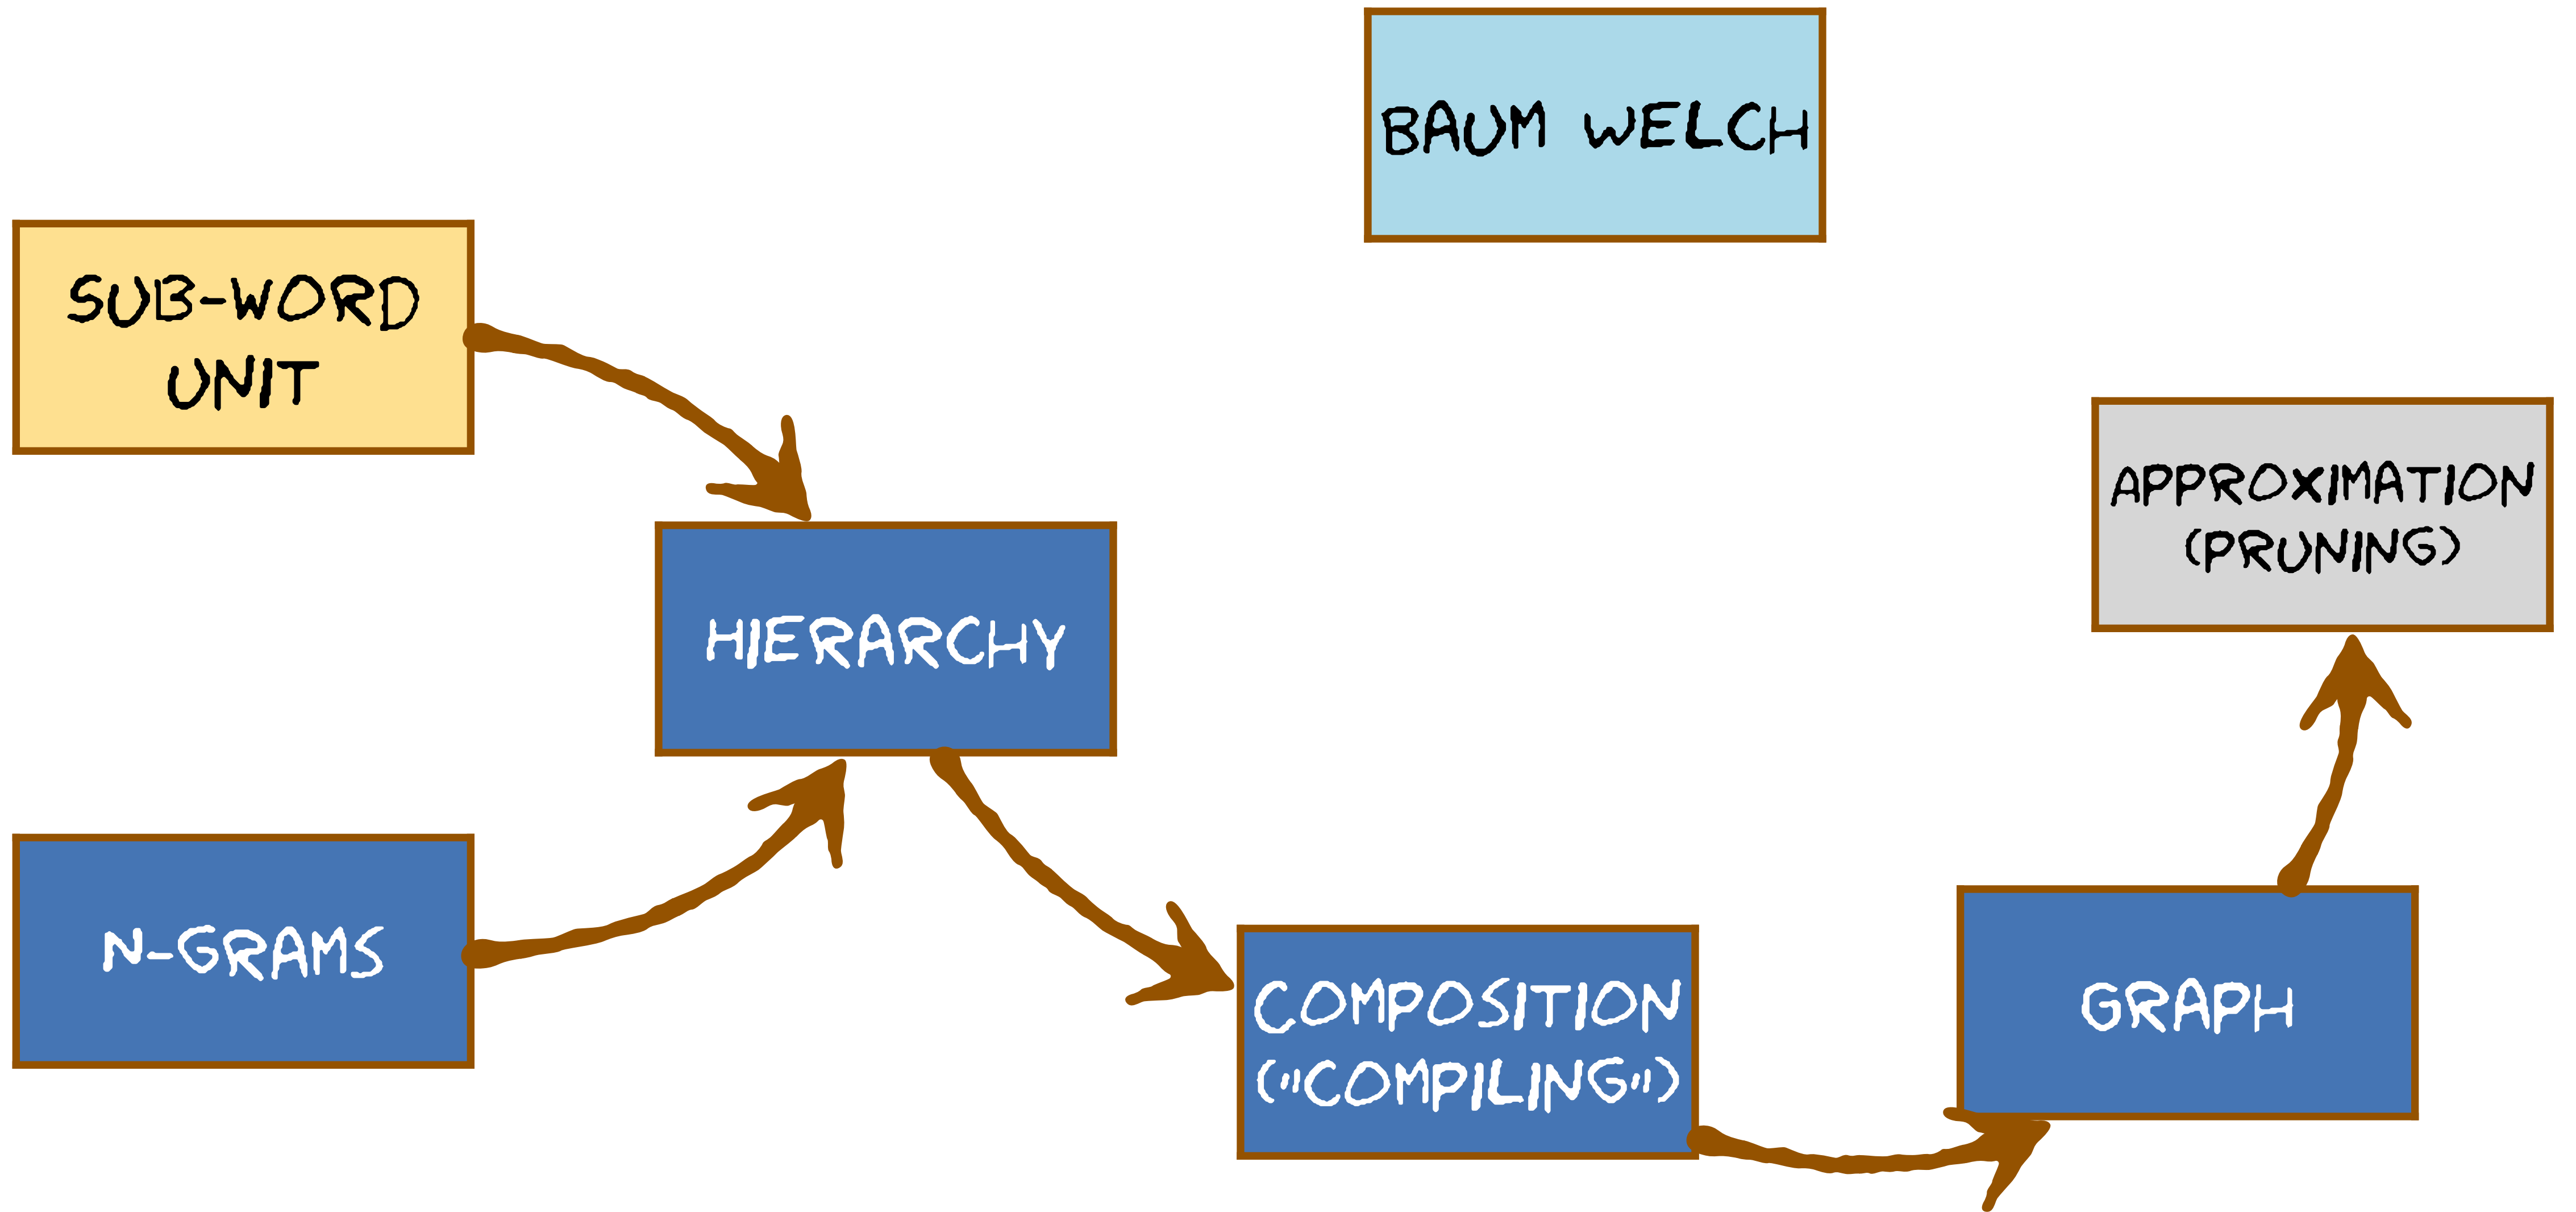 BAUM WELCH
SUB-WORD
UNIT
APPROXIMATION
(PRUNING)
HIERARCHY
N-GRAMS
COMPOSITION
("COMPILING")
GRAPH